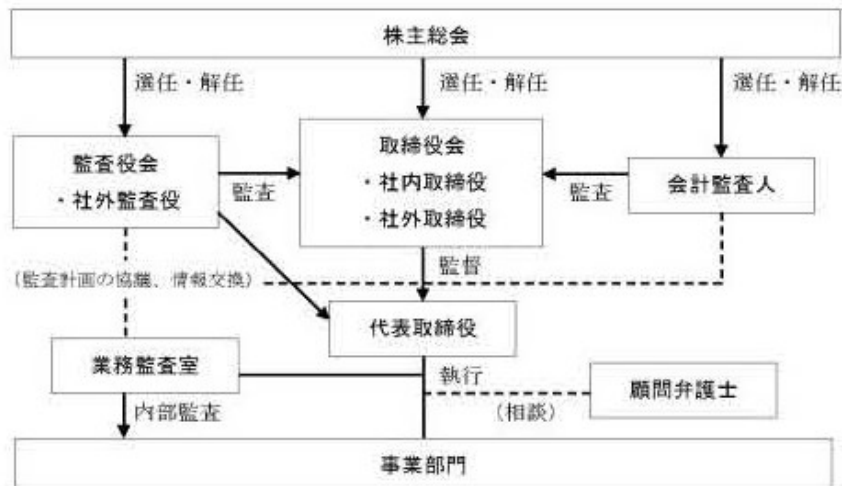 株主総会
選任・解任
選任・解任
選任・解任
監査役会
・社外監査役
監査
取締役会
・社内取締役
・社外取締役
監査
会計監査人
監督
(監査計画の協議、情報交換)
代表取締役
業務監査室
執行
顧問弁護士
(相談)
内部監査
事業部門